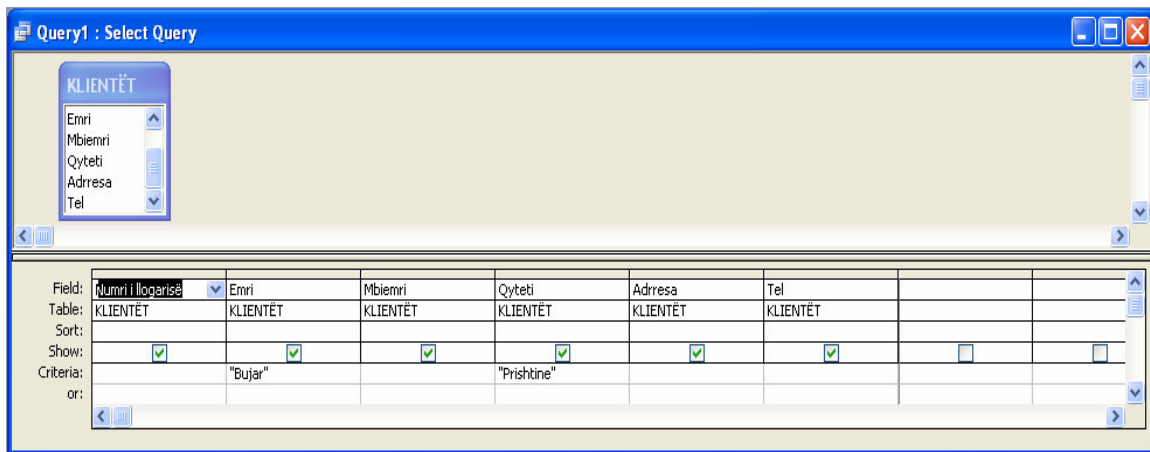 Query1 : Select Query
KLIENTËT
Emri
Mbiemri
Qyteti
Adrresa
Tel
Field: Numri i llogarisë Emri Mbiemri Qyteti Adrresa Tel
Table: KLIENTËT KLIENTËT KLIENTËT KLIENTËT KLIENTËT KLIENTËT
Sort:
Show:
Criteria: "Bujar" "Prishtine"
or: